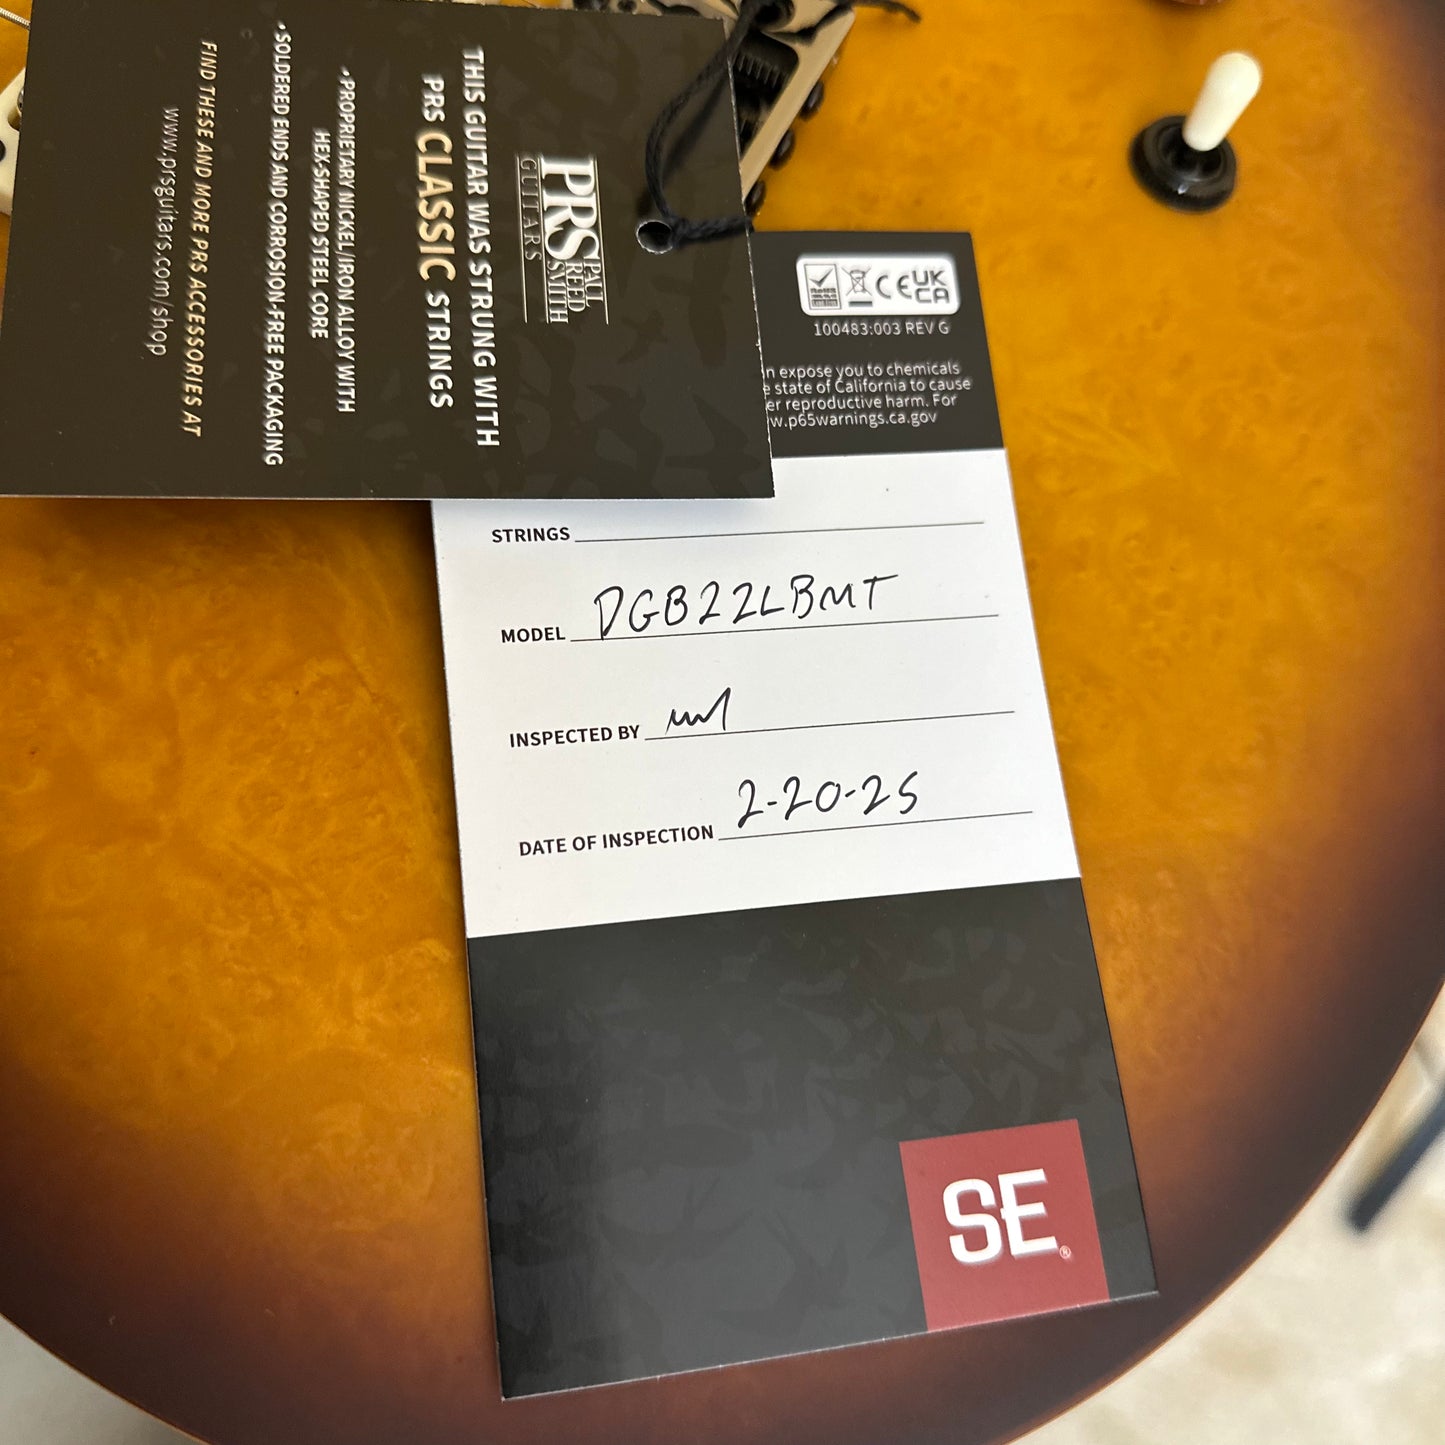 PRS
PAUL
REED
SMITH
GUITARS
THIS GUITAR WAS STRUNG WITH
PRS CLASSIC STRINGS
•PROPRIETARY NICKEL/IRON ALLOY WITH
HEX-SHAPED STEEL CORE
•SOLDERED ENDS AND CORROSION-FREE PACKAGING
FIND THESE AND MORE PRS ACCESSORIES AT
www.prsguitars.com/shop
RoHS
CE UK
CA
100483:003 REV G
n expose you to chemicals
e state of California to cause
er reproductive harm. For
w.p65warnings.ca.gov
STRINGS
MODEL DGB22LBMT
INSPECTED BY
DATE OF INSPECTION 2-20-25
SE®